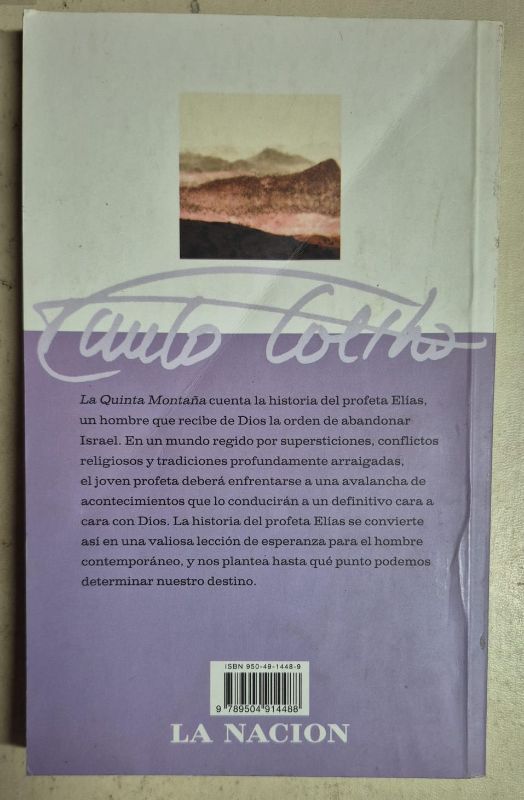 Paulo Coelho
La Quinta Montaña cuenta la historia del profeta Elías,
un hombre que recibe de Dios la orden de abandonar
Israel. En un mundo regido por supersticiones, conflictos
religiosos y tradiciones profundamente arraigadas,
el joven profeta deberá enfrentarse a una avalancha de
acontecimientos que lo conducirán a un definitivo cara a
cara con Dios. La historia del profeta Elías se convierte
así en una valiosa lección de esperanza para el hombre
contemporáneo, y nos plantea hasta qué punto podemos
determinar nuestro destino.
ISBN 950-49-1448-9
9 789504 914488
LA NACION